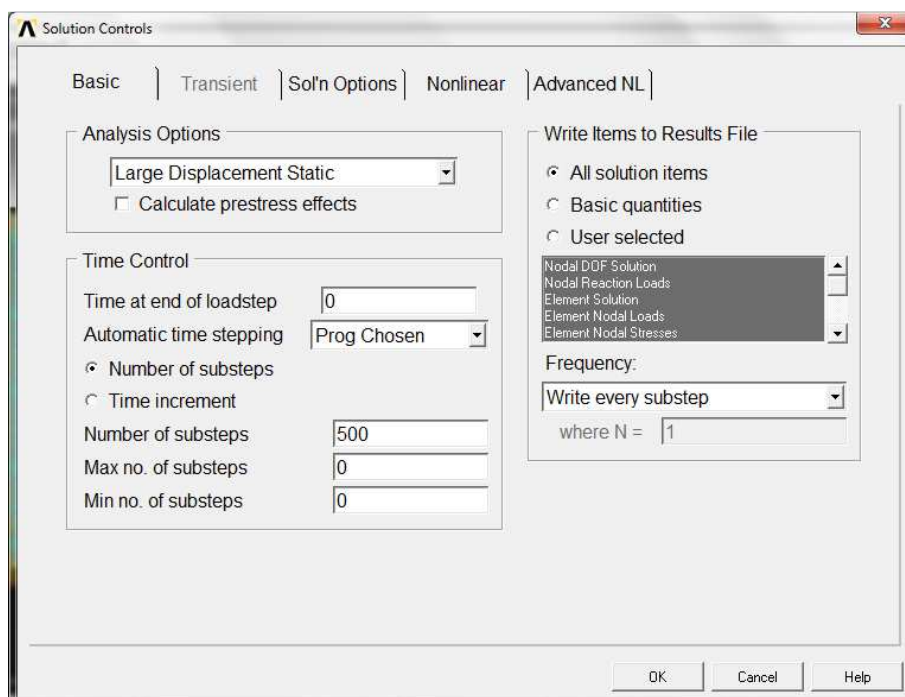 Solution Controls
Basic
Transient
Sol'n Options
Nonlinear
Advanced NL
Analysis Options
Large Displacement Static
Calculate prestress effects
Time Control
Time at end of loadstep 0
Automatic time stepping Prog Chosen
Number of substeps
Time increment
Number of substeps 500
Max no. of substeps 0
Min no. of substeps 0
Write Items to Results File
All solution items
Basic quantities
User selected
Nodal DOF Solution
Nodal Reaction Loads
Element Solution
Element Nodal Loads
Element Nodal Stresses
Frequency:
Write every substep
where N = 1
OK
Cancel
Help